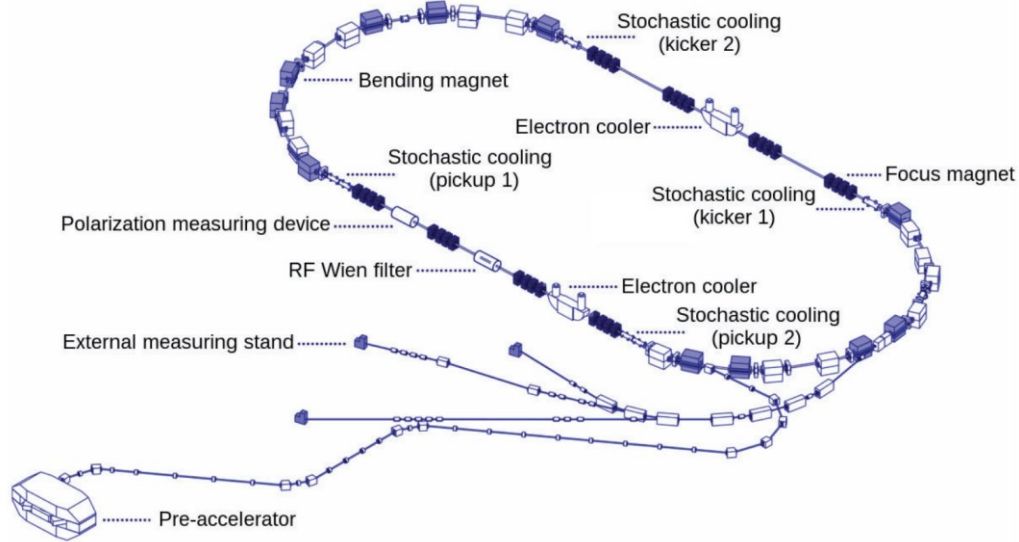 Stochastic cooling
(kicker 2)
Bending magnet
Electron cooler
Stochastic cooling
(pickup 1)
Focus magnet
Stochastic cooling
(kicker 1)
Polarization measuring device
RF Wien filter
Electron cooler
Stochastic cooling
(pickup 2)
External measuring stand
Pre-accelerator